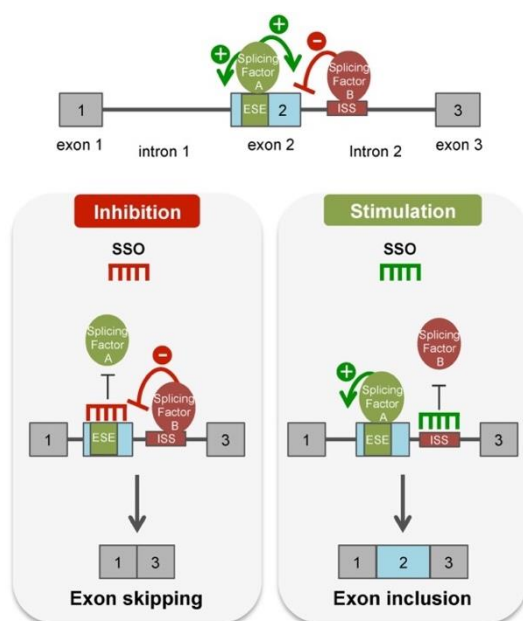 +
+
−
Splicing
Factor
A
Splicing
Factor
B
1
ESE
2
ISS
3
exon 1
intron 1
exon 2
Intron 2
exon 3
Inhibition
SSO
Splicing
Factor
A
−
Splicing
Factor
B
1
ESE
ISS
3
1
3
Exon skipping
Stimulation
SSO
Splicing
Factor
B
+
Splicing
Factor
A
1
ESE
ISS
3
1
2
3
Exon inclusion